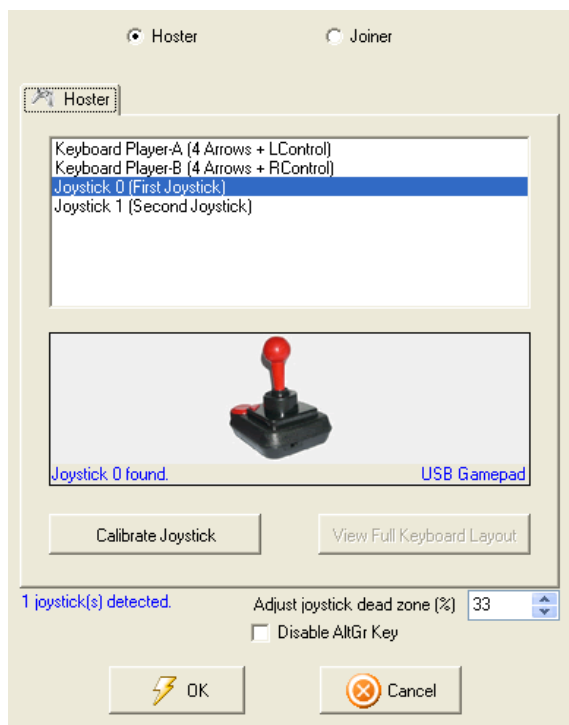 Hoster Joiner
Hoster
Keyboard Player-A (4 Arrows + LControl)
Keyboard Player-B (4 Arrows + RControl)
Joystick 0 (First Joystick)
Joystick 1 (Second Joystick)
Joystick 0 found. USB Gamepad
Calibrate Joystick View Full Keyboard Layout
1 joystick(s) detected. Adjust joystick dead zone (%) 33
Disable AltGr Key
OK Cancel